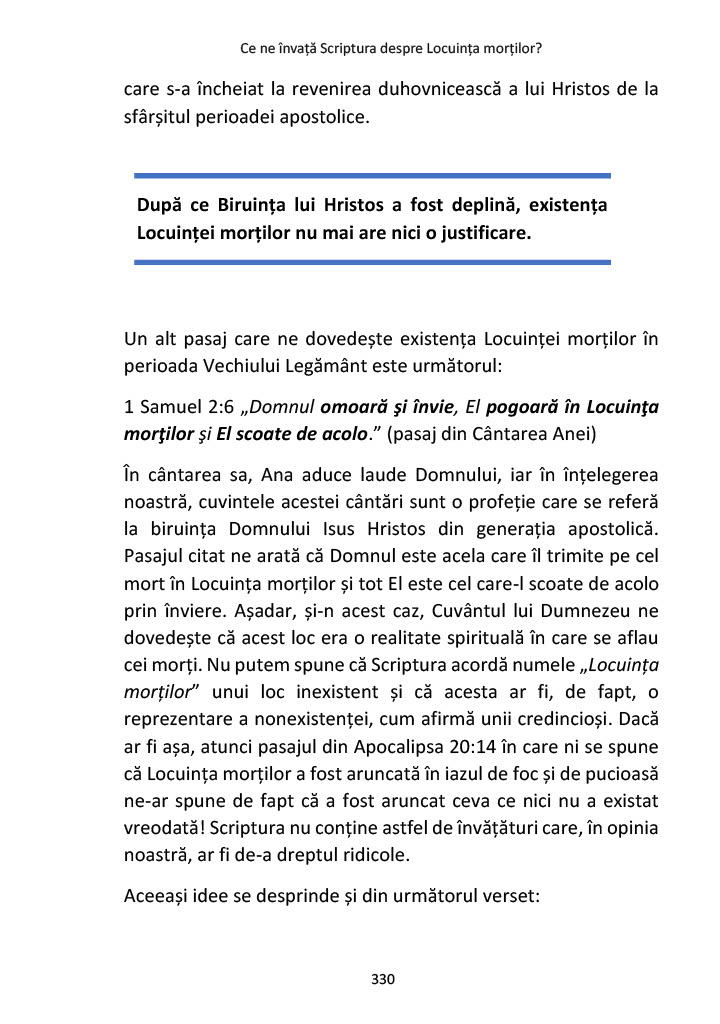 Ce ne învață Scriptura despre Locuința morților?
care s-a încheiat la revenirea duhovnicească a lui Hristos de la
sfârșitul perioadei apostolice.
După ce Biruința lui Hristos a fost deplină, existența
Locuinței morților nu mai are nici o justificare.
Un alt pasaj care ne dovedește existența Locuinței morților în
perioada Vechiului Legământ este următorul:
1 Samuel 2:6 „Domnul omoară şi învie, El pogoară în Locuinţa
morţilor şi El scoate de acolo.” (pasaj din Cântarea Anei)
În cântarea sa, Ana aduce laude Domnului, iar în înțelegerea
noastră, cuvintele acestei cântări sunt o profeție care se referă
la biruința Domnului Isus Hristos din generația apostolică.
Pasajul citat ne arată că Domnul este acela care îl trimite pe cel
mort în Locuința morților și tot El este cel care-l scoate de acolo
prin înviere. Așadar, și-n acest caz, Cuvântul lui Dumnezeu ne
dovedește că acest loc era o realitate spirituală în care se aflau
cei morți. Nu putem spune că Scriptura acordă numele „Locuința
morților” unui loc inexistent și că acesta ar fi, de fapt, o
reprezentare a nonexistenței, cum afirmă unii credincioși. Dacă
ar fi așa, atunci pasajul din Apocalipsa 20:14 în care ni se spune
că Locuința morților a fost aruncată în iazul de foc și de pucioasă
ne-ar spune de fapt că a fost aruncat ceva ce nici nu a existat
vreodată! Scriptura nu conține astfel de învățături care, în opinia
noastră, ar fi de-a dreptul ridicole.
Aceeași idee se desprinde și din următorul verset:
330